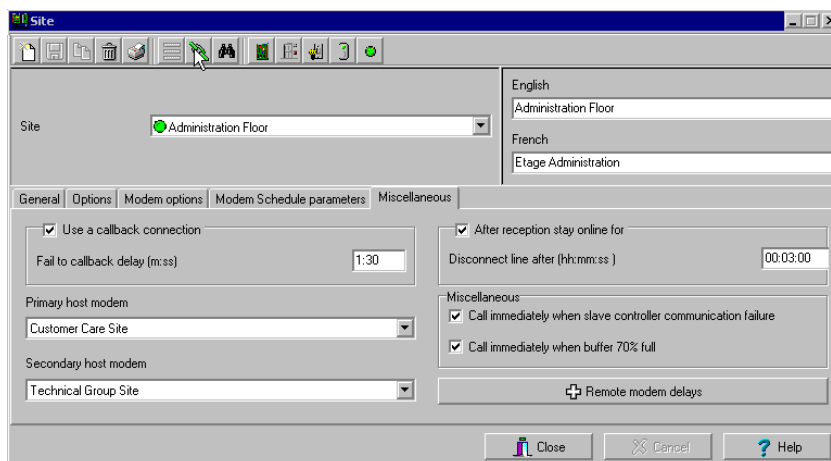 Site
English
Administration Floor
Site
Administration Floor
French
Etage Administration
General Options Modem options Modem Schedule parameters Miscellaneous
Use a callback connection
After reception stay online for
Fail to callback delay (m:ss) 1:30
Disconnect line after (hh:mm:ss ) 00:03:00
Primary host modem
Customer Care Site
Miscellaneous
Call immediately when slave controller communication failure
Call immediately when buffer 70% full
Secondary host modem
Technical Group Site
Remote modem delays
Close Cancel Help